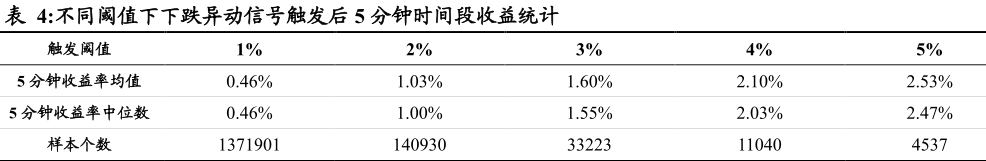 表 4:不同阈值下下跌异动信号触发后 5 分钟时间段收益统计
触发阈值 1% 2% 3% 4% 5%
5 分钟收益率均值 0.46% 1.03% 1.60% 2.10% 2.53%
5 分钟收益率中位数 0.46% 1.00% 1.55% 2.03% 2.47%
样本个数 1371901 140930 33223 11040 4537